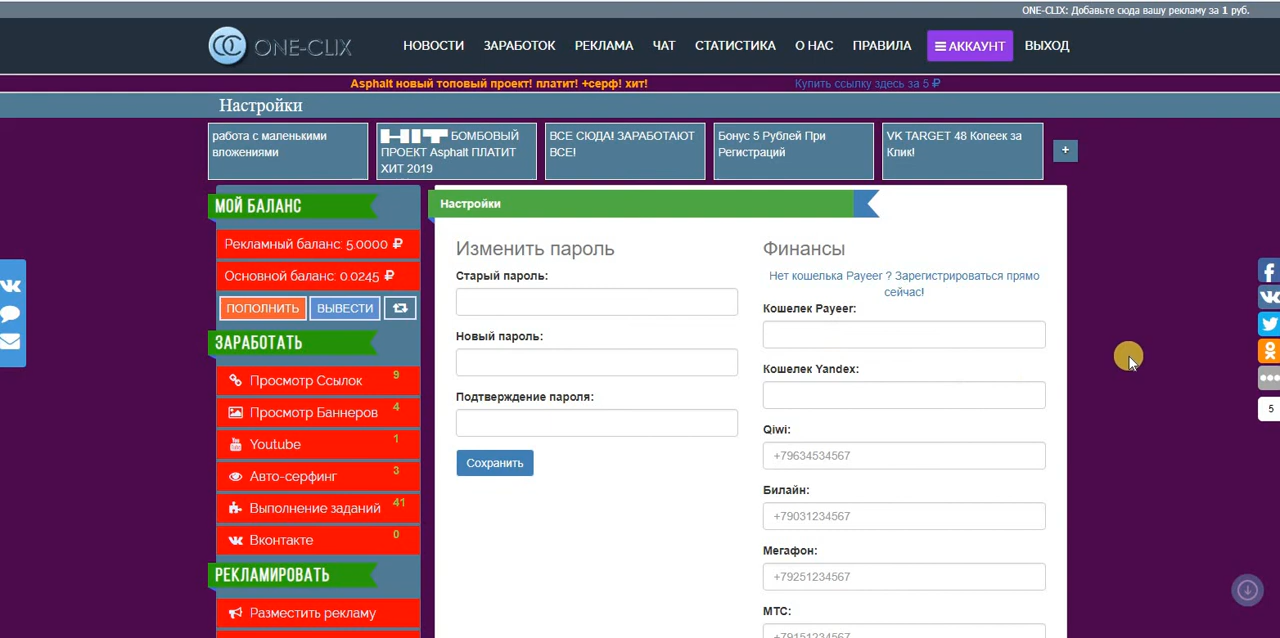 ONE-CLIX: Добавьте сюда вашу рекламу за 1 руб.
ONE-CLIX
НОВОСТИ ЗАРАБОТОК РЕКЛАМА ЧАТ СТАТИСТИКА О НАС ПРАВИЛА АККАУНТ ВЫХОД
Asphalt новый топовый проект! платит! +серф! хит!
Купить ссылку здесь за 5 ₽
Настройки
работа с маленькими
вложениями
БОМБОВЫЙ
ПРОЕКТ Asphalt ПЛАТИТ
ХИТ 2019
ВСЕ СЮДА! ЗАРАБОТАЮТ
ВСЕ!
Бонус 5 Рублей При
Регистраций
VK TARGET 48 Копеек за
Клик!
+
МОЙ БАЛАНС
Рекламный баланс: 5.0000 ₽
Основной баланс: 0.0245 ₽
ПОПОЛНИТЬ ВЫВЕСТИ
ЗАРАБОТАТЬ
Просмотр Ссылок 9
Просмотр Баннеров 4
Youtube 1
Авто-серфинг 3
Выполнение заданий 41
Вконтакте 0
РЕКЛАМИРОВАТЬ
Разместить рекламу
Настройки
Изменить пароль
Старый пароль:
Новый пароль:
Подтверждение пароля:
Сохранить
Финансы
Нет кошелька Payeer ? Зарегистрироваться прямо
сейчас!
Кошелек Payeer:
Кошелек Yandex:
Qiwi:
+79634534567
Билайн:
+79031234567
Мегафон:
+79251234567
МТС:
+79151234567
5